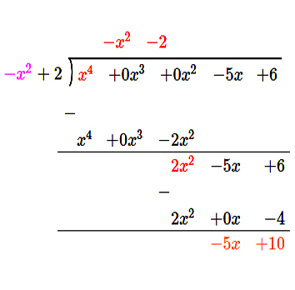 −x² −2
−x² + 2 ) x⁴ +0x³ +0x² −5x +6
−
x⁴ +0x³ −2x²
2x² −5x +6
−
2x² +0x −4
−5x +10